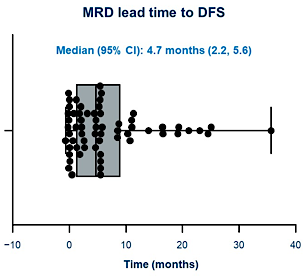 MRD lead time to DFS
Median (95% CI): 4.7 months (2.2, 5.6)
−10 0 10 20 30 40
Time (months)